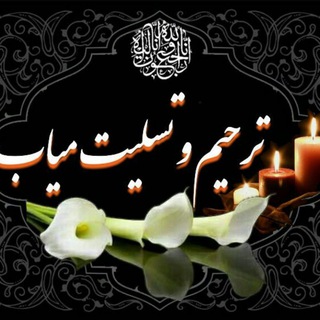 إنا لله وإنا إليه راجعون
ترحیم و تسلیت میاب